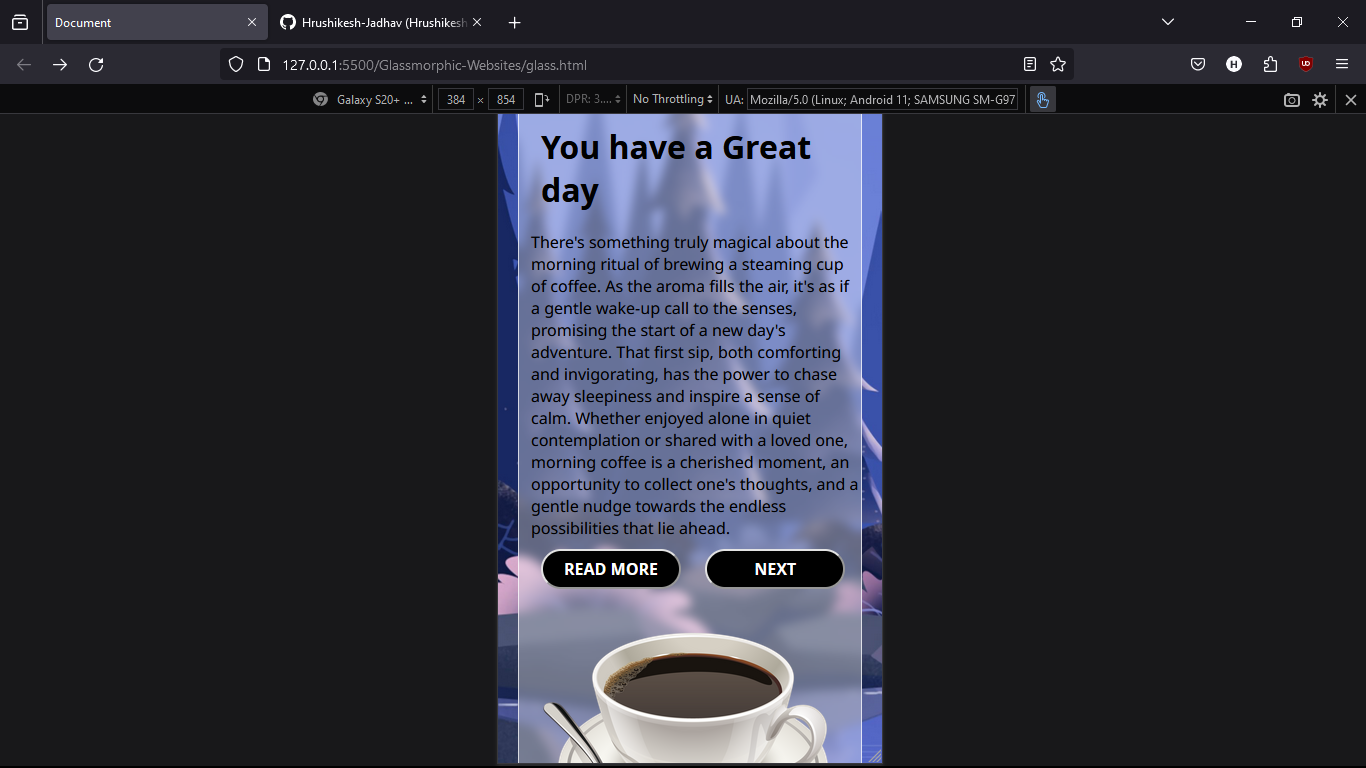 Document
Hrushikesh-Jadhav (Hrushikesh
127.0.0.1:5500/Glassmorphic-Websites/glass.html
H
Galaxy S20+ ...
384 × 854
DPR: 3....
No Throttling
UA: Mozilla/5.0 (Linux; Android 11; SAMSUNG SM-G97
You have a Great
day
There's something truly magical about the
morning ritual of brewing a steaming cup
of coffee. As the aroma fills the air, it's as if
a gentle wake-up call to the senses,
promising the start of a new day's
adventure. That first sip, both comforting
and invigorating, has the power to chase
away sleepiness and inspire a sense of
calm. Whether enjoyed alone in quiet
contemplation or shared with a loved one,
morning coffee is a cherished moment, an
opportunity to collect one's thoughts, and a
gentle nudge towards the endless
possibilities that lie ahead.
READ MORE
NEXT